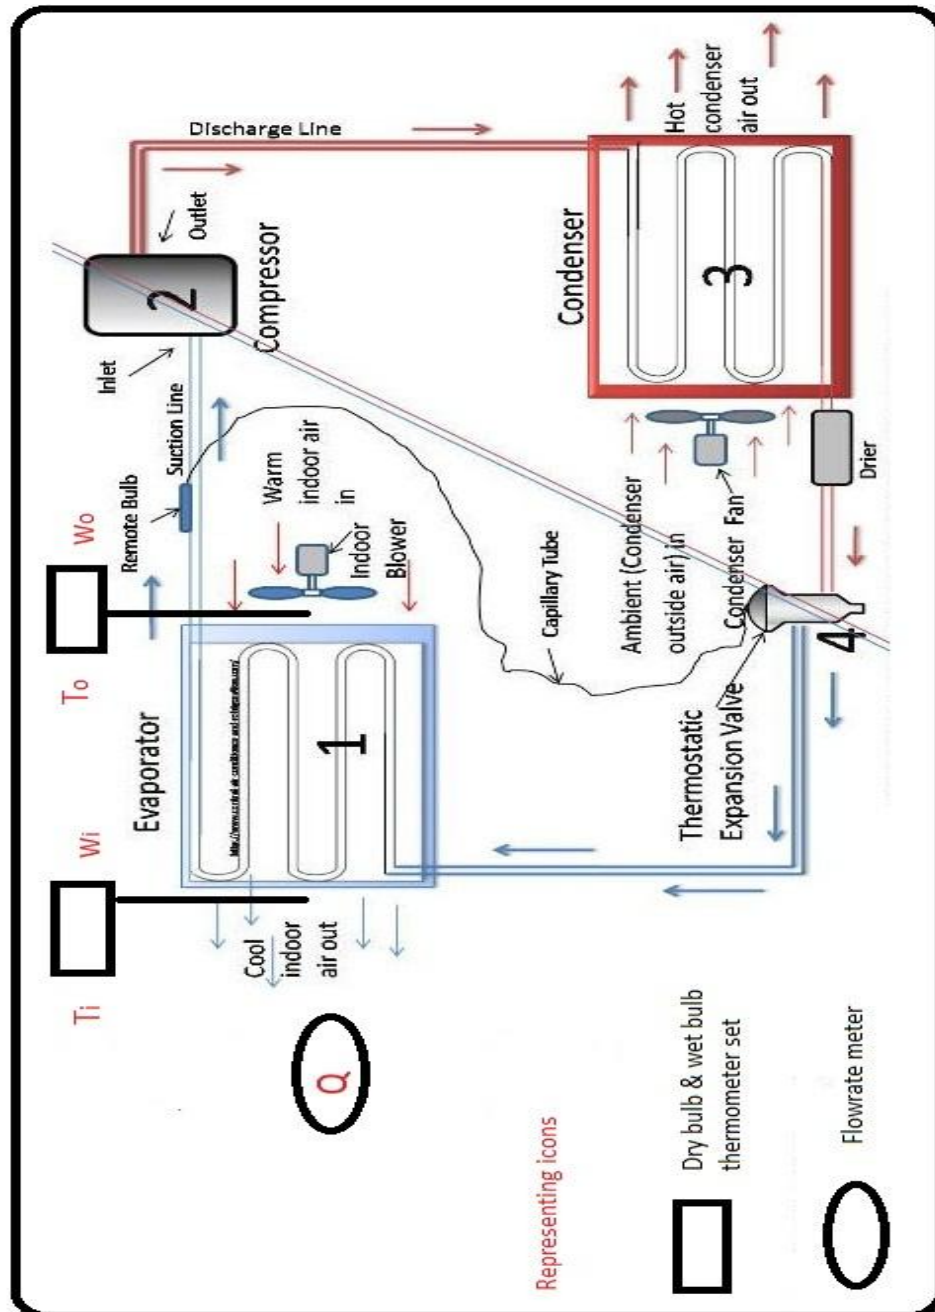 Ti
Wi
To
Wo
Remote Bulb
Suction Line
Inlet
Outlet
Discharge Line
2
Compressor
Evaporator
1
Q
Cool
indoor
air out
Warm
indoor air
in
Indoor
Blower
Capillary Tube
Condenser
3
Hot
condenser
air out
Ambient (Condenser
outside air) in
Condenser Fan
Drier
4
Thermostatic
Expansion Valve
Representing icons
Dry bulb & wet bulb
thermometer set
Flowrate meter